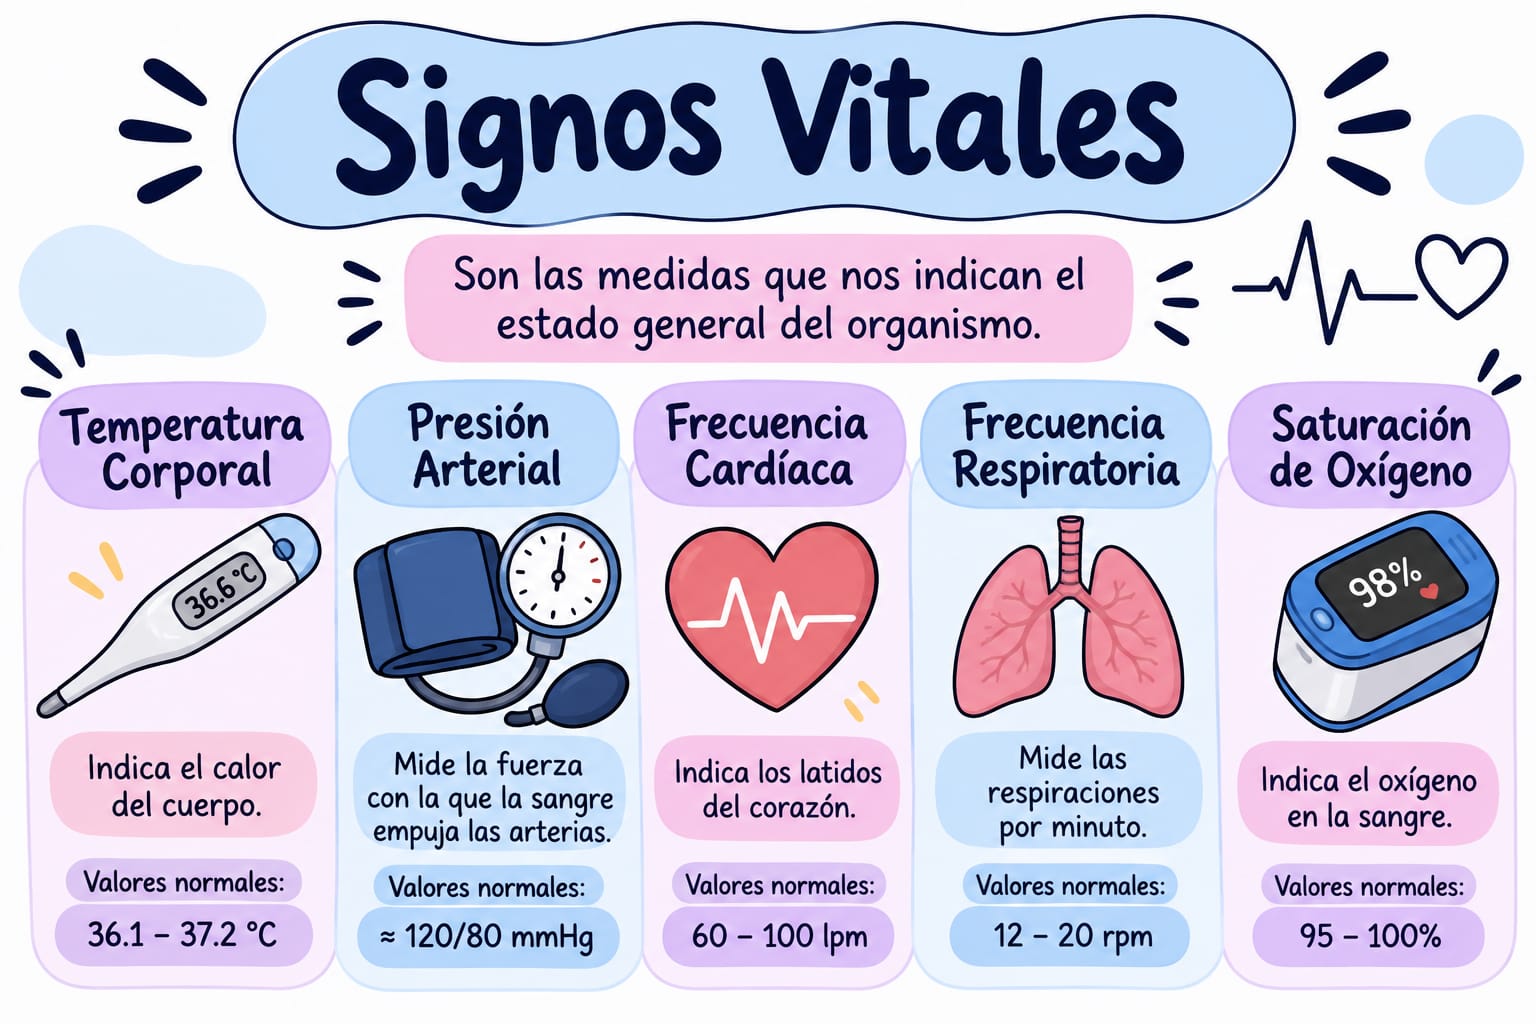 Signos Vitales
Son las medidas que nos indican el
estado general del organismo.
Temperatura
Corporal
36.6 °C
Indica el calor
del cuerpo.
Valores normales:
36.1 – 37.2 °C
Presión
Arterial
Mide la fuerza
con la que la sangre
empuja las arterias.
Valores normales:
≈ 120/80 mmHg
Frecuencia
Cardíaca
Indica los latidos
del corazón.
Valores normales:
60 – 100 lpm
Frecuencia
Respiratoria
Mide las
respiraciones
por minuto.
Valores normales:
12 – 20 rpm
Saturación
de Oxígeno
98%
Indica el oxígeno
en la sangre.
Valores normales:
95 – 100%